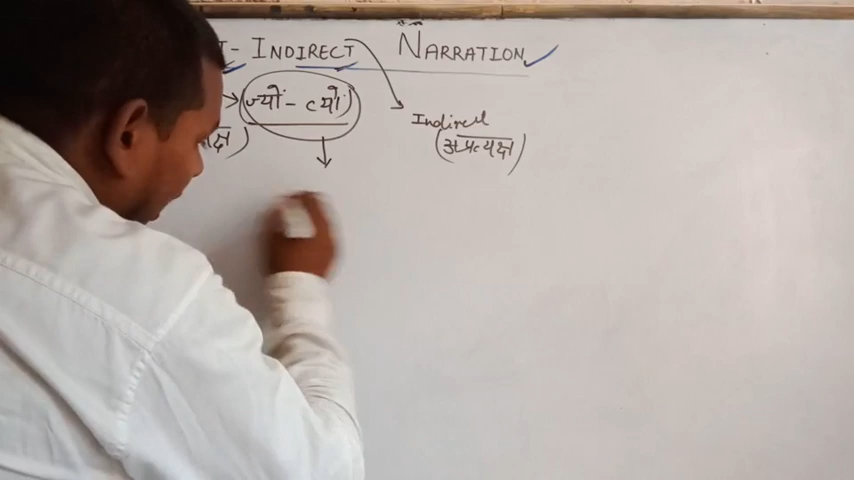 - INDIRECT NARRATION
(ज्यों - त्यों)
Indirect
(अप्रत्यक्ष)